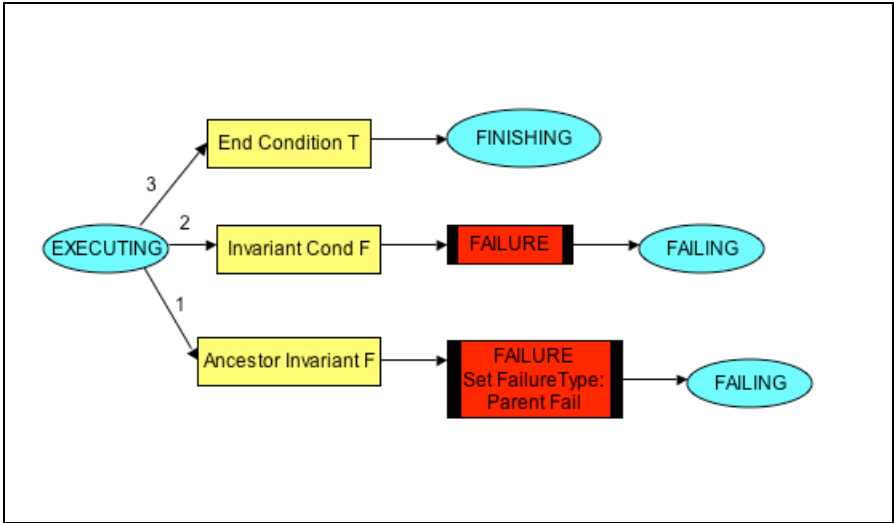 End Condition T
FINISHING
3
2
EXECUTING
Invariant Cond F
FAILURE
FAILING
1
Ancestor Invariant F
FAILURE
Set FailureType:
Parent Fail
FAILING